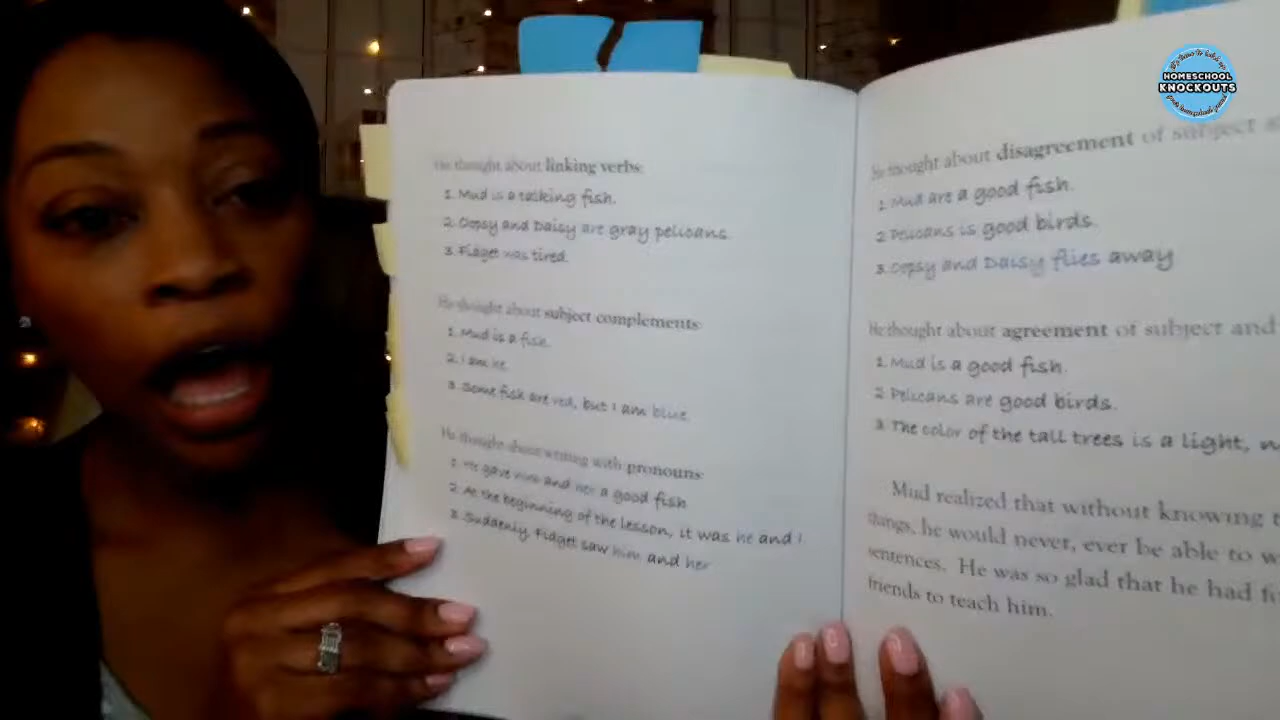 He thought about linking verbs:
1. Mud is a talking fish.
2. Oopsy and Daisy are gray pelicans.
3. Fidget was tired.
He thought about subject complements:
1. Mud is a fish.
2. I am he.
3. Some fish are red, but I am blue.
He thought about writing with pronouns:
1. He gave him and her a good fish
2. At the beginning of the lesson, it was he and I.
3. Suddenly, Fidget saw him and her
He thought about disagreement of subject
1. Mud are a good fish.
2. Pelicans is good birds.
3. Oopsy and Daisy flies away
He thought about agreement of subject and
1. Mud is a good fish.
2. Pelicans are good birds.
3. The color of the tall trees is a light,
Mud realized that without knowing
things, he would never, ever be able to
sentences. He was so glad that he had
friends to teach him.
HOMESCHOOL
KNOCKOUTS